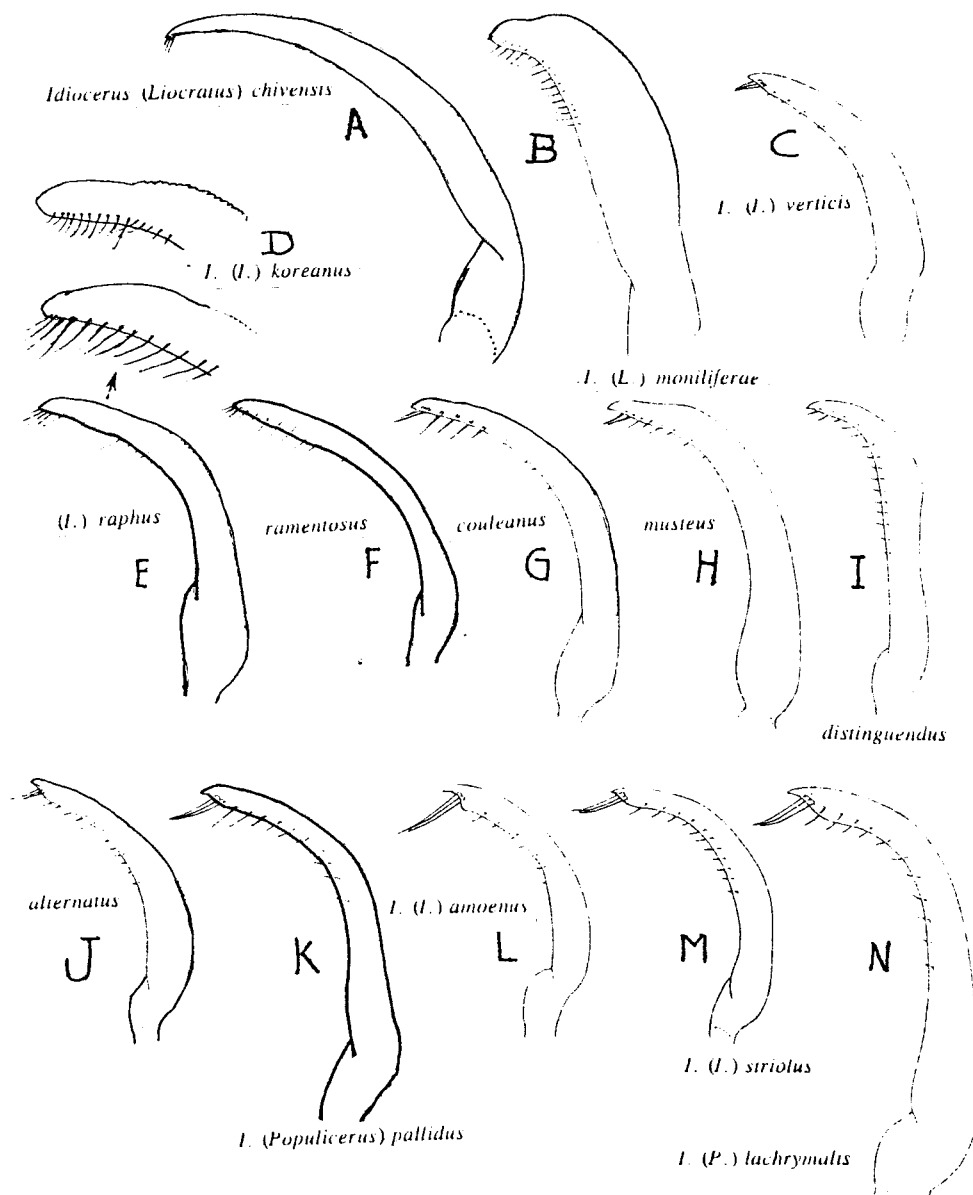 Idiocerus (Liocratus) chivensis
A
B
C
I. (I.) verticis
D
I. (I.) koreanus
I. (L.) moniliferae
(I.) raphus
ramentosus
couleanus
musteus
E
F
G
H
I
distinguendus
alternatus
I. (I.) amoenus
J
K
L
M
N
I. (I.) striolus
I. (Populicerus) pallidus
I. (P.) lachrymalis